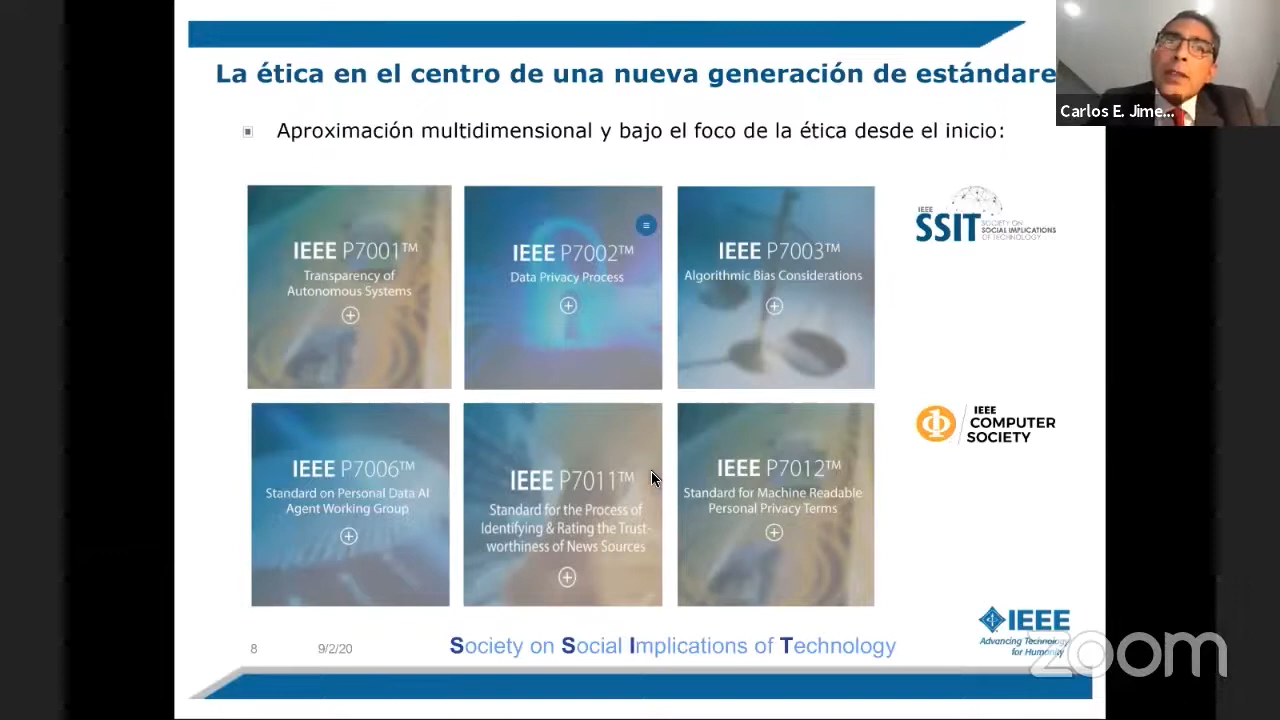 La ética en el centro de una nueva generación de estándare
Carlos E. Jime...
Aproximación multidimensional y bajo el foco de la ética desde el inicio:
IEEE P7001™
Transparency of
Autonomous Systems
IEEE P7002™
Data Privacy Process
IEEE P7003™
Algorithmic Bias Considerations
IEEE
SSIT
SOCIETY ON
SOCIAL IMPLICATIONS
OF TECHNOLOGY
IEEE P7006™
Standard on Personal Data AI
Agent Working Group
IEEE P7011™
Standard for the Process of
Identifying & Rating the Trust-
worthiness of News Sources
IEEE P7012™
Standard for Machine Readable
Personal Privacy Terms
IEEE
COMPUTER
SOCIETY
8
9/2/20
Society on Social Implications of Technology
IEEE
Advancing Technology
for Humanity
zoom